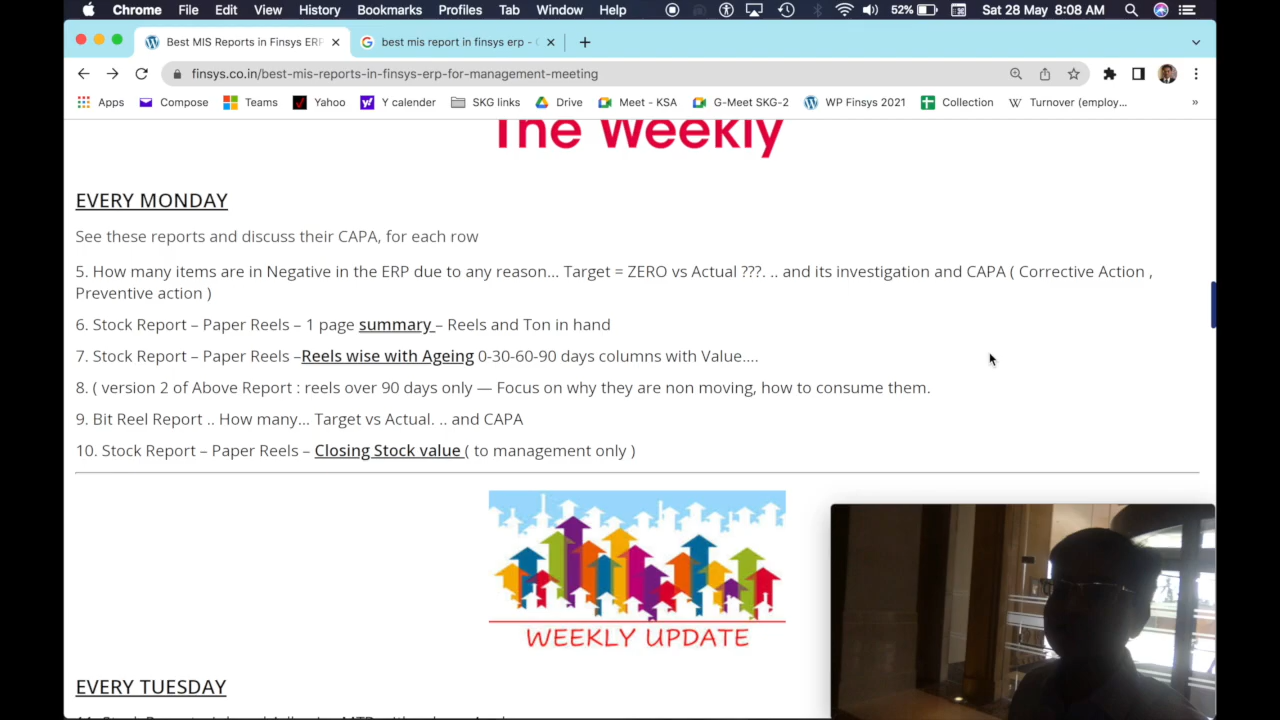 Chrome File Edit View History Bookmarks Profiles Tab Window Help 52% Sat 28 May 8:08 AM
Best MIS Reports in Finsys ERP best mis report in finsys erp -
finsys.co.in/best-mis-reports-in-finsys-erp-for-management-meeting
Apps Compose Teams Yahoo Y calender SKG links Drive Meet - KSA G-Meet SKG-2 WP Finsys 2021 Collection Turnover (employ... »
The Weekly
EVERY MONDAY
See these reports and discuss their CAPA, for each row
5. How many items are in Negative in the ERP due to any reason... Target = ZERO vs Actual ???. .. and its investigation and CAPA ( Corrective Action ,
Preventive action )
6. Stock Report – Paper Reels – 1 page summary – Reels and Ton in hand
7. Stock Report – Paper Reels –Reels wise with Ageing 0-30-60-90 days columns with Value....
8. ( version 2 of Above Report : reels over 90 days only — Focus on why they are non moving, how to consume them.
9. Bit Reel Report .. How many... Target vs Actual. .. and CAPA
10. Stock Report – Paper Reels – Closing Stock value ( to management only )
WEEKLY UPDATE
EVERY TUESDAY